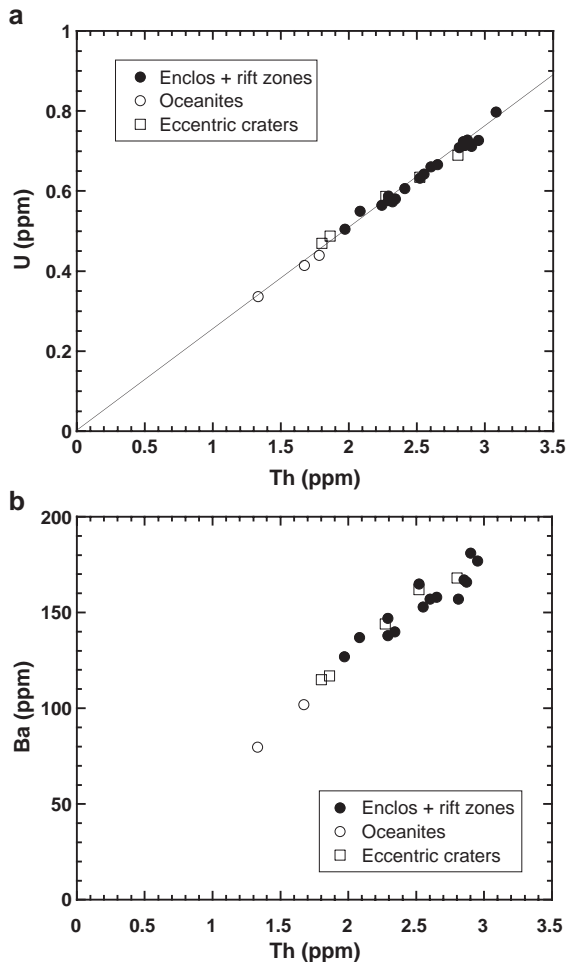 a
1
0.8
0.6
0.4
0.2
0
U (ppm)
Enclos + rift zones
Oceanites
Eccentric craters
0 0.5 1 1.5 2 2.5 3 3.5
Th (ppm)
b
200
150
100
50
0
Ba (ppm)
Enclos + rift zones
Oceanites
Eccentric craters
0 0.5 1 1.5 2 2.5 3 3.5
Th (ppm)